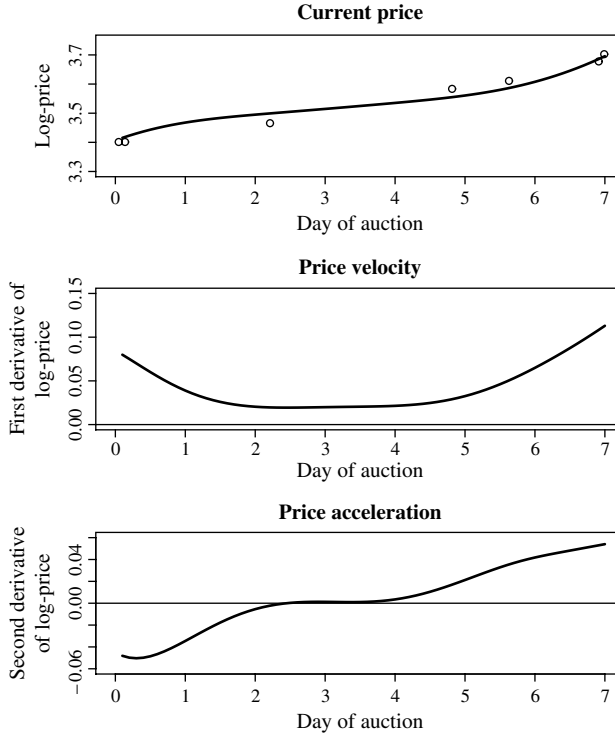 Current price
Log-price
3.3 3.5 3.7
0 1 2 3 4 5 6 7
Day of auction
Price velocity
First derivative of
log-price
0.00 0.05 0.10 0.15
0 1 2 3 4 5 6 7
Day of auction
Price acceleration
Second derivative
of log-price
−0.06 0.00 0.04
0 1 2 3 4 5 6 7
Day of auction